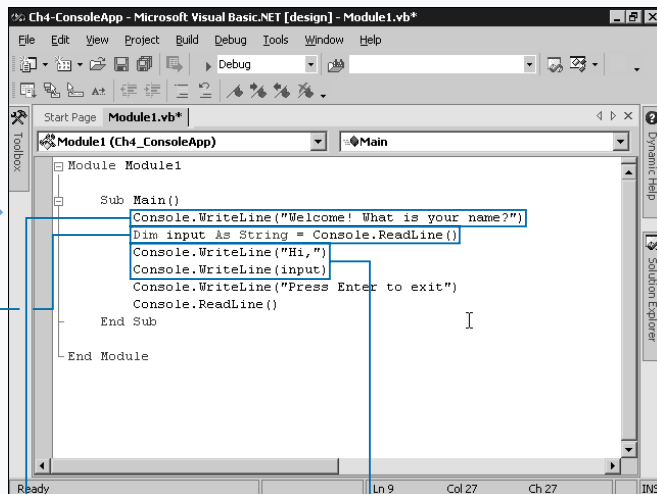 Ch4-ConsoleApp - Microsoft Visual Basic.NET [design] - Module1.vb*
File Edit View Project Build Debug Tools Window Help
Debug
Toolbox
Start Page Module1.vb*
Module1 (Ch4_ConsoleApp) Main
Module Module1
Sub Main()
Console.WriteLine("Welcome! What is your name?")
Dim input As String = Console.ReadLine()
Console.WriteLine("Hi,")
Console.WriteLine(input)
Console.WriteLine("Press Enter to exit")
Console.ReadLine()
End Sub
End Module
Dynamic Help
Solution Explorer
Ready Ln 9 Col 27 Ch 27 INS